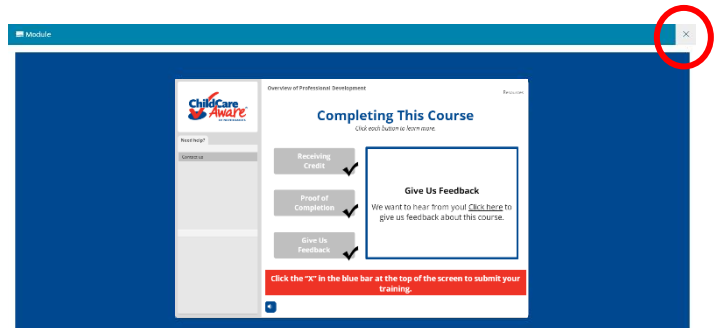 Module
Overview of Professional Development
Resources
ChildCare
Aware
Completing This Course
Click each button to learn more.
Need help?
Contact us
Receiving
Credit
Proof of
Completion
Give Us
Feedback
Give Us Feedback
We want to hear from you! Click here to
give us feedback about this course.
Click the "X" in the blue bar at the top of the screen to submit your
training.